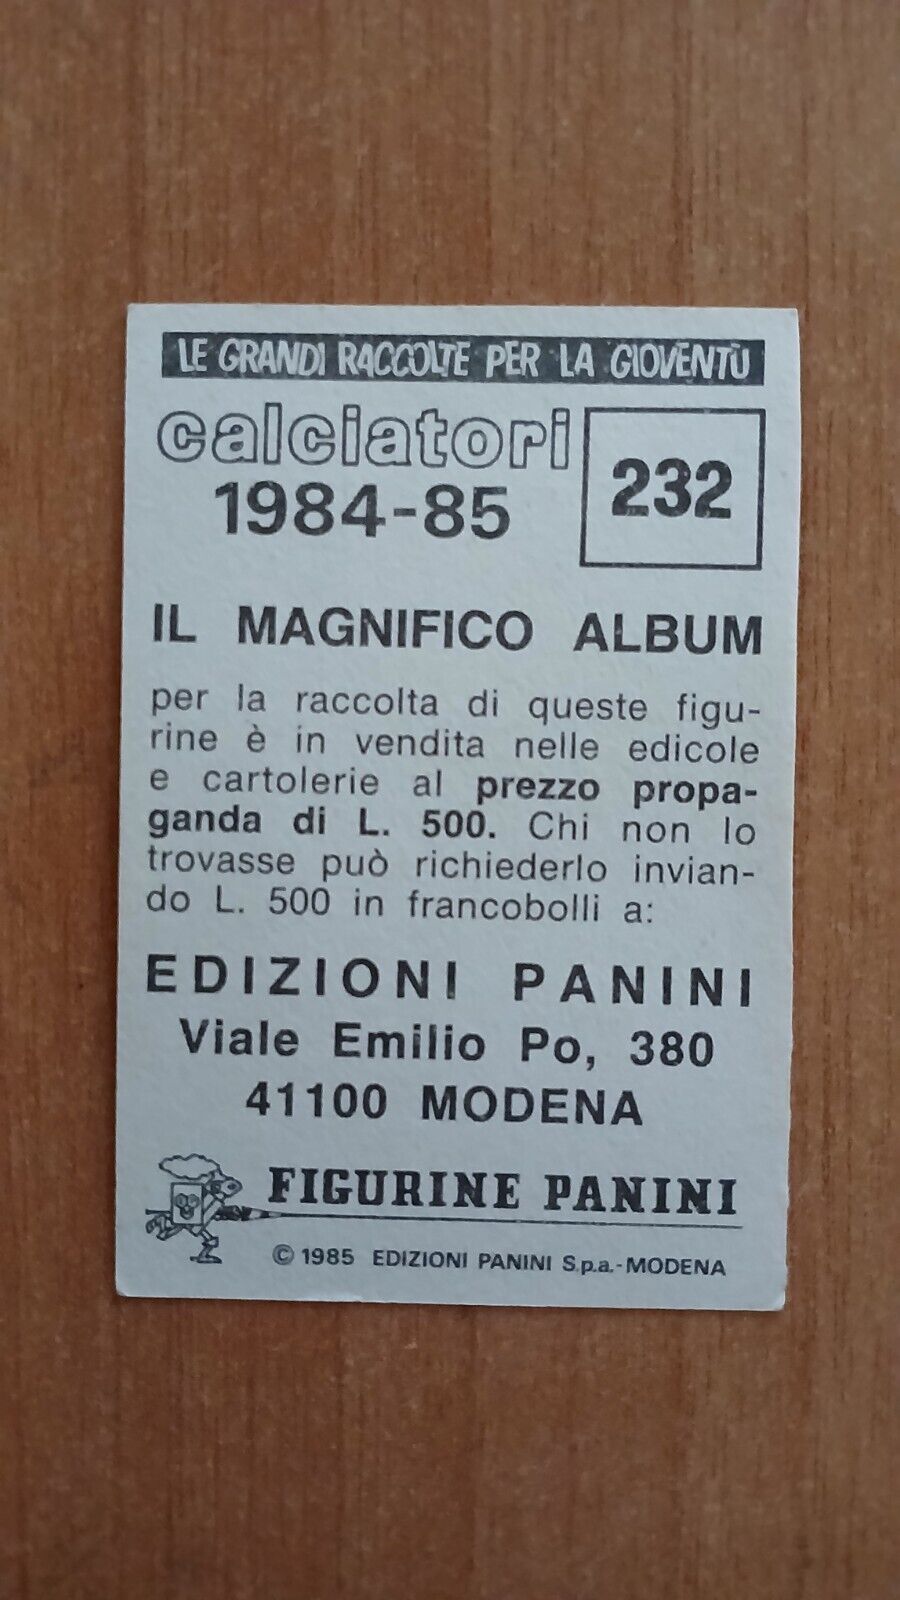 LE GRANDI RACCOLTE PER LA GIOVENTÙ
calciatori
1984-85
232
IL MAGNIFICO ALBUM
per la raccolta di queste figu-
rine è in vendita nelle edicole
e cartolerie al prezzo propa-
ganda di L. 500. Chi non lo
trovasse può richiederlo invian-
do L. 500 in francobolli a:
EDIZIONI PANINI
Viale Emilio Po, 380
41100 MODENA
FIGURINE PANINI
© 1985 EDIZIONI PANINI S.p.a.-MODENA